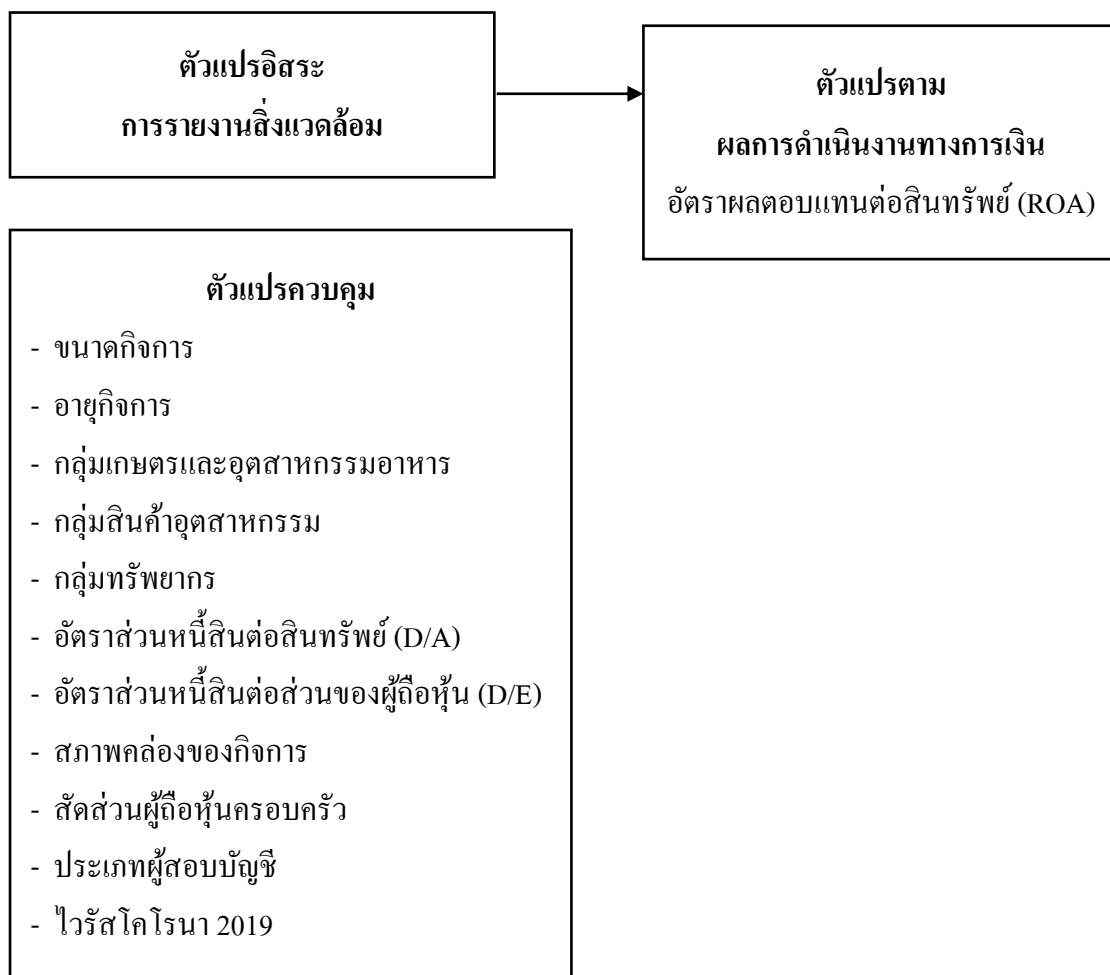 ตัวแปรอิสระ
การรายงานสิ่งแวดล้อม
ตัวแปรตาม
ผลการดำเนินงานทางการเงิน
อัตราผลตอบแทนต่อสินทรัพย์ (ROA)
ตัวแปรควบคุม
- ขนาดกิจการ
- อายุกิจการ
- กลุ่มเกษตรและอุตสาหกรรมอาหาร
- กลุ่มสินค้าอุตสาหกรรม
- กลุ่มทรัพยากร
- อัตราส่วนหนี้สินต่อสินทรัพย์ (D/A)
- อัตราส่วนหนี้สินต่อส่วนของผู้ถือหุ้น (D/E)
- สภาพคล่องของกิจการ
- สัดส่วนผู้ถือหุ้นครอบครัว
- ประเภทผู้สอบบัญชี
- ไวรัสโคโรนา 2019